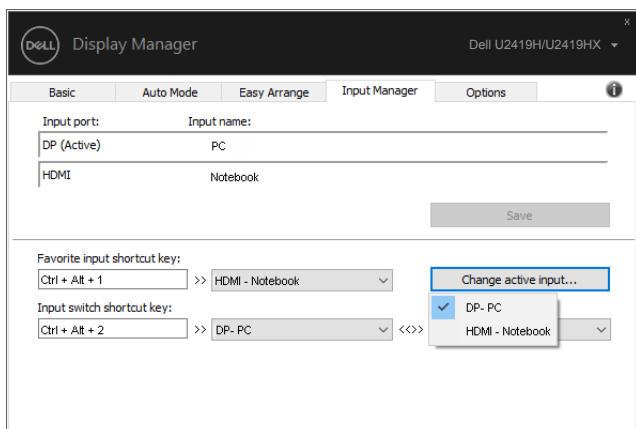 x
DELL Display Manager Dell U2419H/U2419HX
Basic Auto Mode Easy Arrange Input Manager Options i
Input port: Input name:
DP (Active) PC
HDMI Notebook
Save
Favorite input shortcut key:
Ctrl + Alt + 1 >> HDMI - Notebook Change active input...
DP- PC
Input switch shortcut key:
Ctrl + Alt + 2 >> DP- PC <<>> HDMI - Notebook